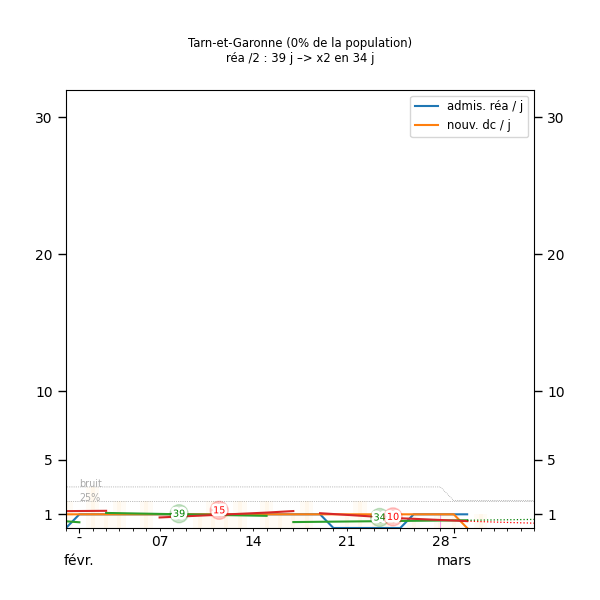 Tarn-et-Garonne (0% de la population)
réa /2 : 39 j –> x2 en 34 j
admis. réa / j
nouv. dc / j
30 30
20 20
10 10
5 5
bruit
25%
1 39 15 34 10 1
- 07 14 21 28 -
févr. mars